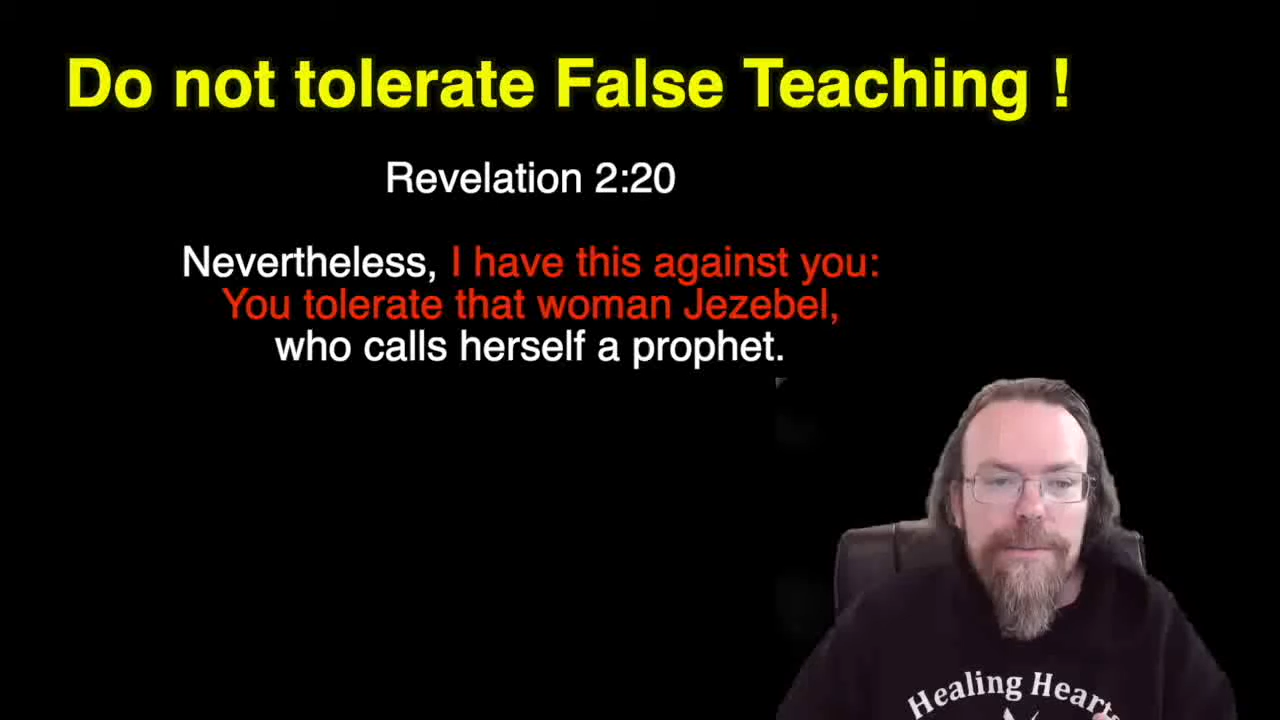 Do not tolerate False Teaching !
Revelation 2:20
Nevertheless, I have this against you:
You tolerate that woman Jezebel,
who calls herself a prophet.
Healing Hearts